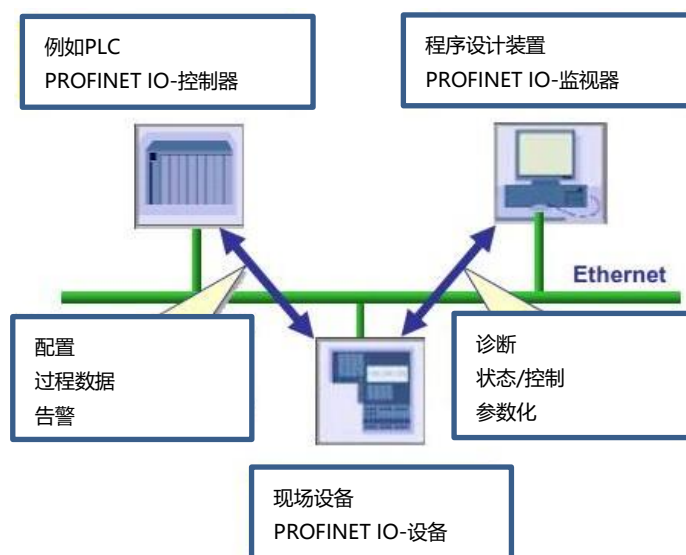 例如PLC
PROFINET IO-控制器
程序设计装置
PROFINET IO-监视器
Ethernet
配置
过程数据
告警
诊断
状态/控制
参数化
现场设备
PROFINET IO-设备